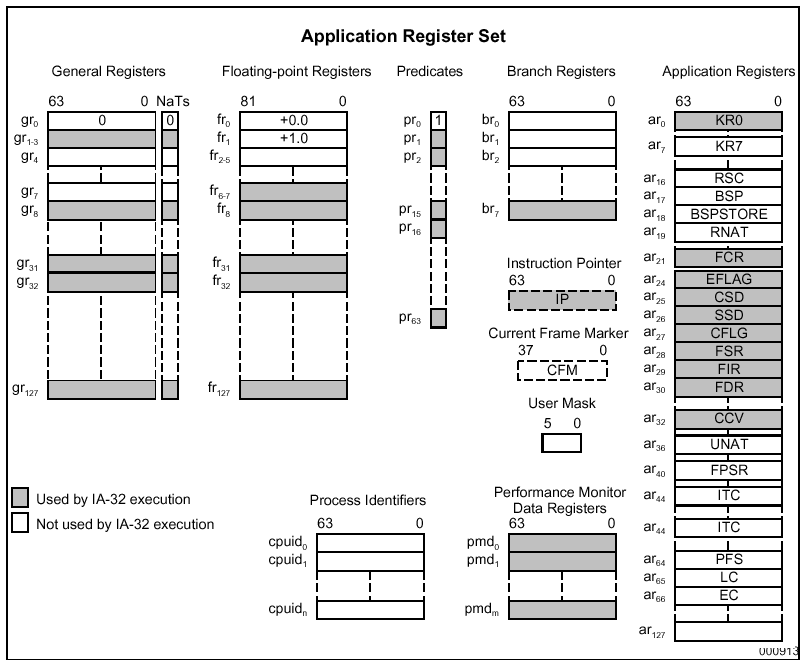 Application Register Set
General Registers
63 0 NaTs
gr0 0 0
gr1-3
gr4
gr7
gr8
gr31
gr32
gr127
Floating-point Registers
81 0
fr0 +0.0
fr1 +1.0
fr2-5
fr6-7
fr8
fr31
fr32
fr127
Predicates
pr0 1
pr1
pr2
pr15
pr16
pr63
Branch Registers
63 0
br0
br1
br2
br7
Instruction Pointer
63 0
IP
Current Frame Marker
37 0
CFM
User Mask
5 0
Application Registers
63 0
ar0 KR0
ar7 KR7
ar16 RSC
ar17 BSP
ar18 BSPSTORE
ar19 RNAT
ar21 FCR
ar24 EFLAG
ar25 CSD
ar26 SSD
ar27 CFLG
ar28 FSR
ar29 FIR
ar30 FDR
ar32 CCV
ar36 UNAT
ar40 FPSR
ar44 ITC
ar44 ITC
ar64 PFS
ar65 LC
ar66 EC
ar127
Used by IA-32 execution
Not used by IA-32 execution
Process Identifiers
63 0
cpuid0
cpuid1
cpuidn
Performance Monitor
Data Registers
63 0
pmd0
pmd1
pmdm
000913